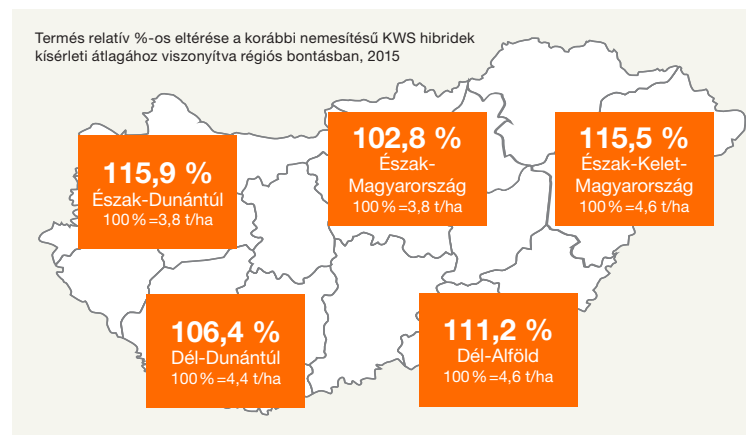 Termés relatív %-os eltérése a korábbi nemesítésű KWS hibridek
kísérleti átlagához viszonyítva régiós bontásban, 2015
102,8 %
Észak-
Magyarország
100 % =3,8 t/ha
115,5 %
Észak-Kelet-
Magyarország
100 % =4,6 t/ha
115,9 %
Észak-Dunántúl
100 % =3,8 t/ha
106,4 %
Dél-Dunántúl
100 % =4,4 t/ha
111,2 %
Dél-Alföld
100 % =4,6 t/ha